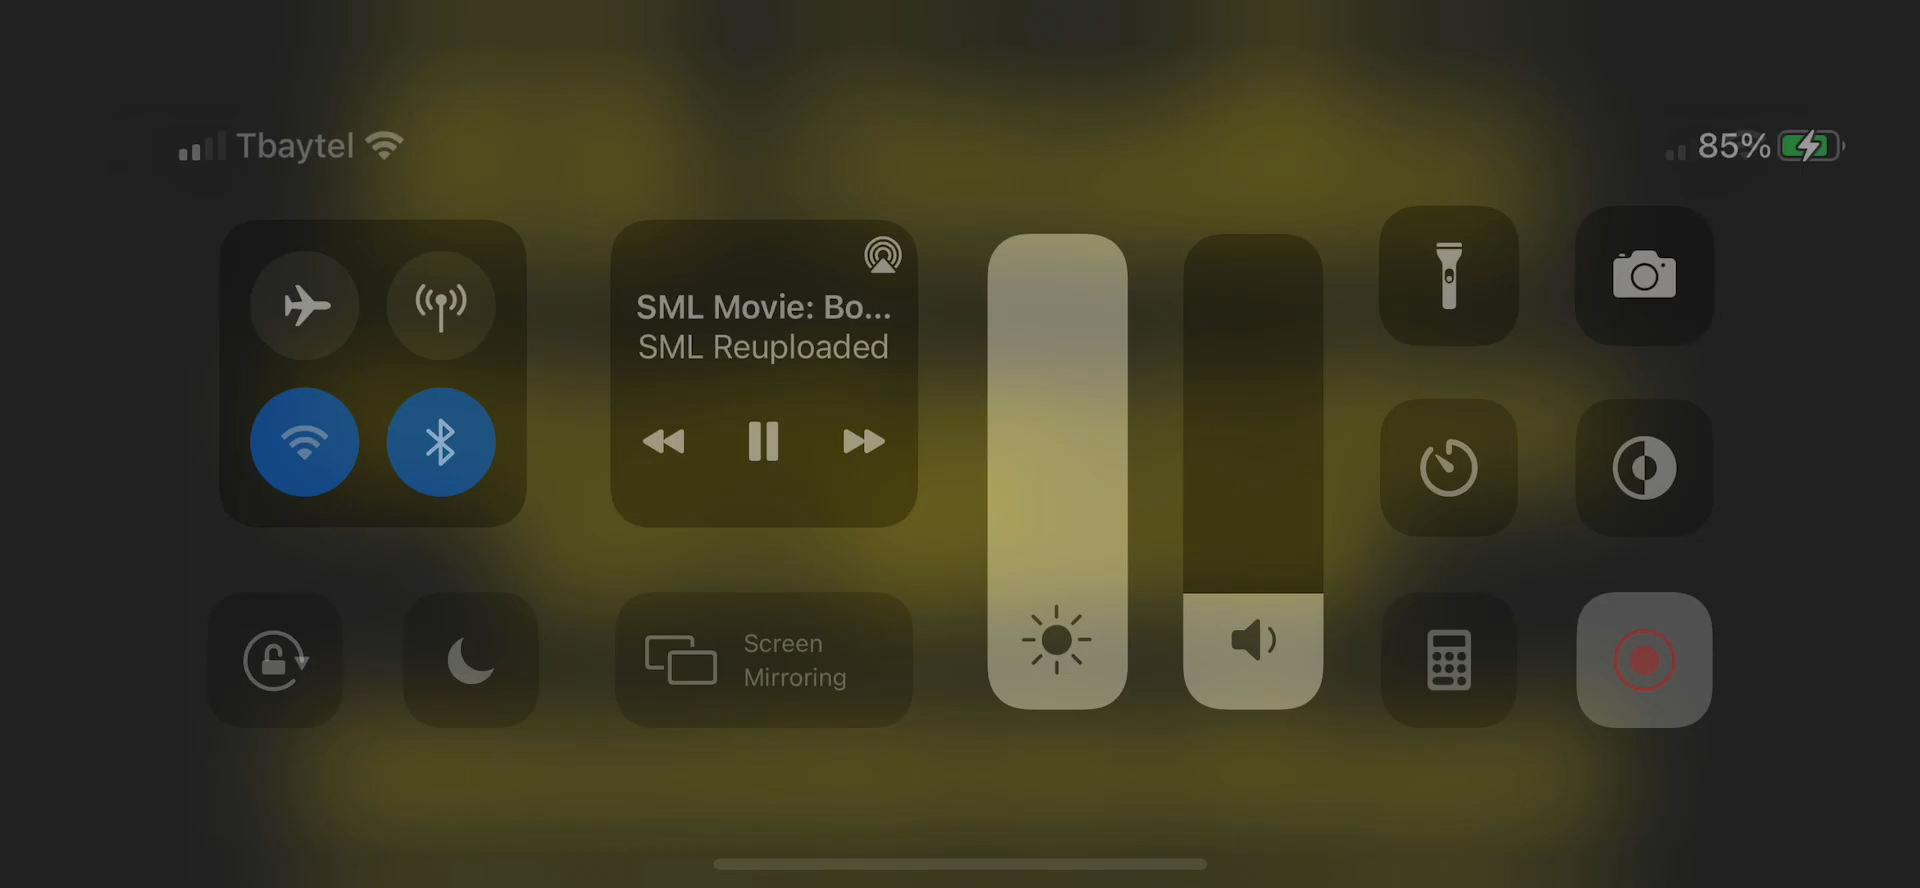 Tbaytel
85%
SML Movie: Bo...
SML Reuploaded
Screen
Mirroring